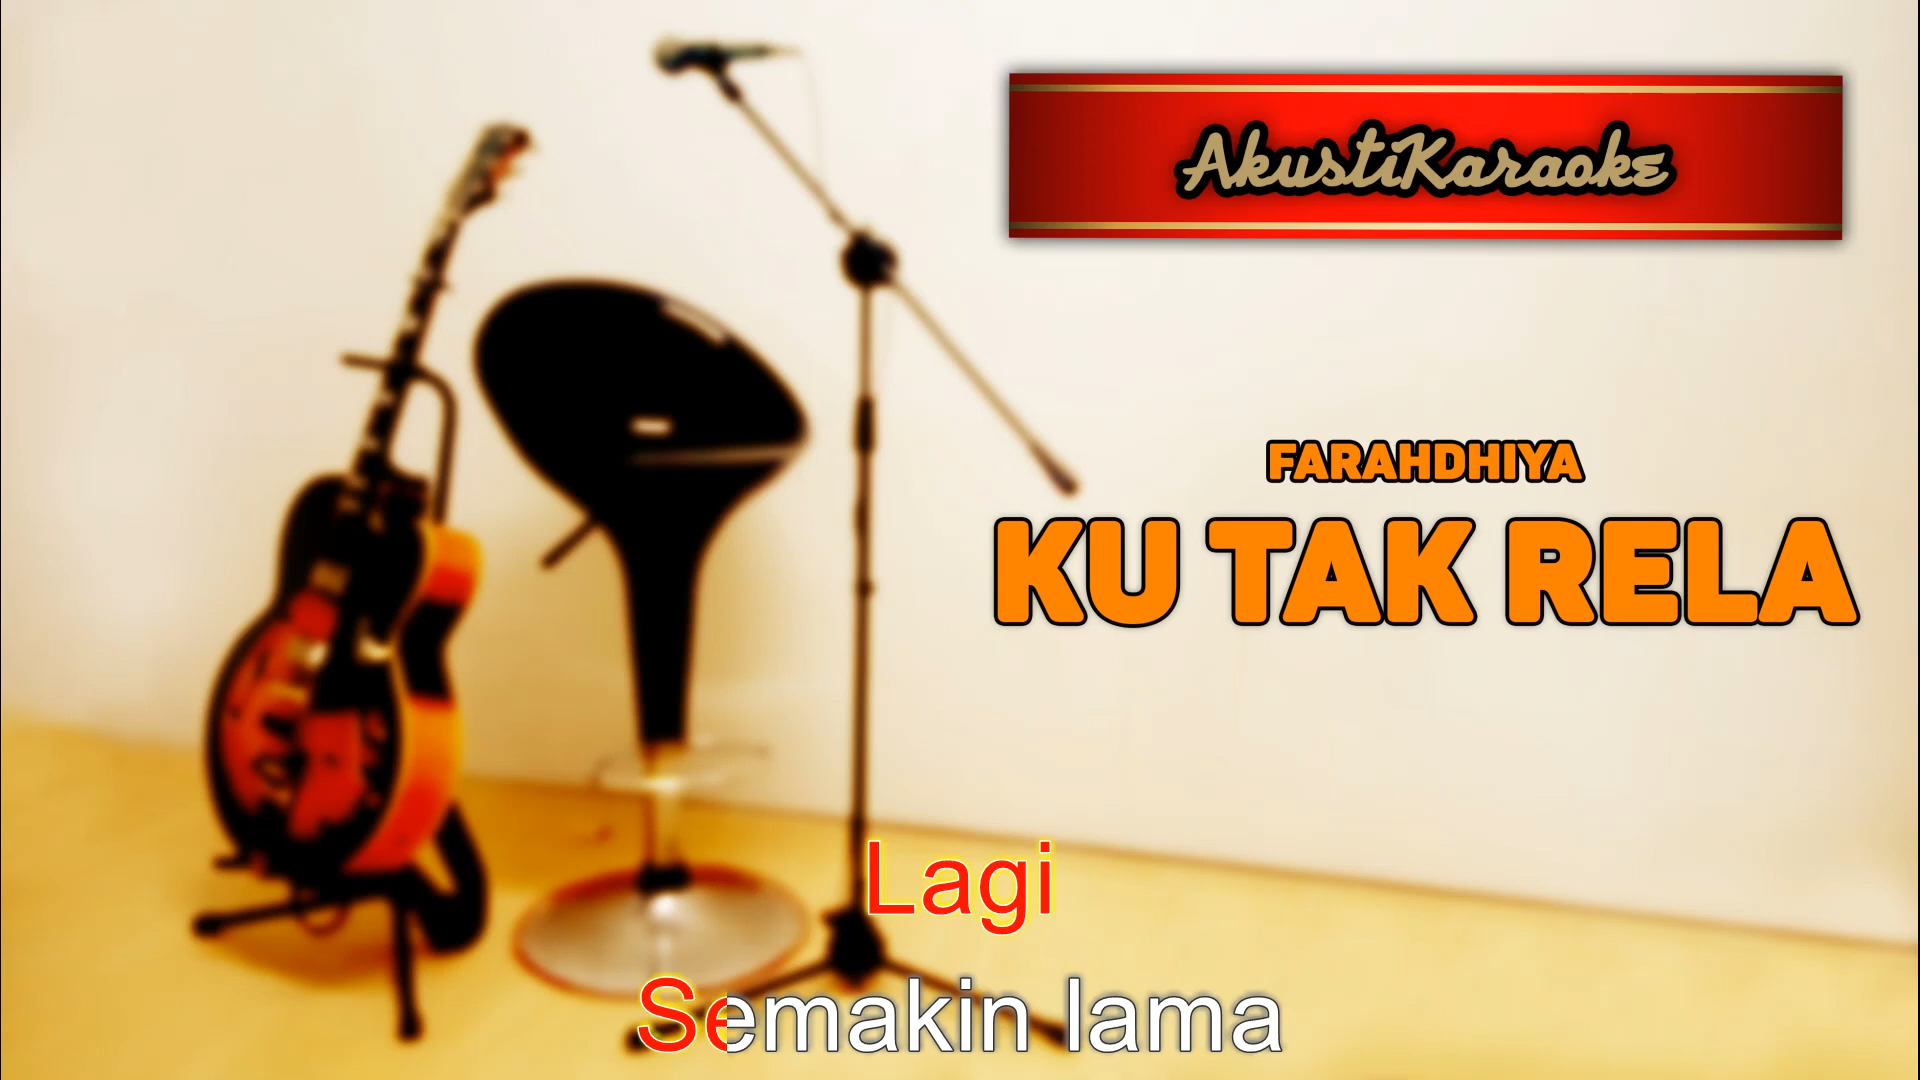 AkustiKaraoke
FARAHDHIYA
KU TAK RELA
Lagi
Semakin lama